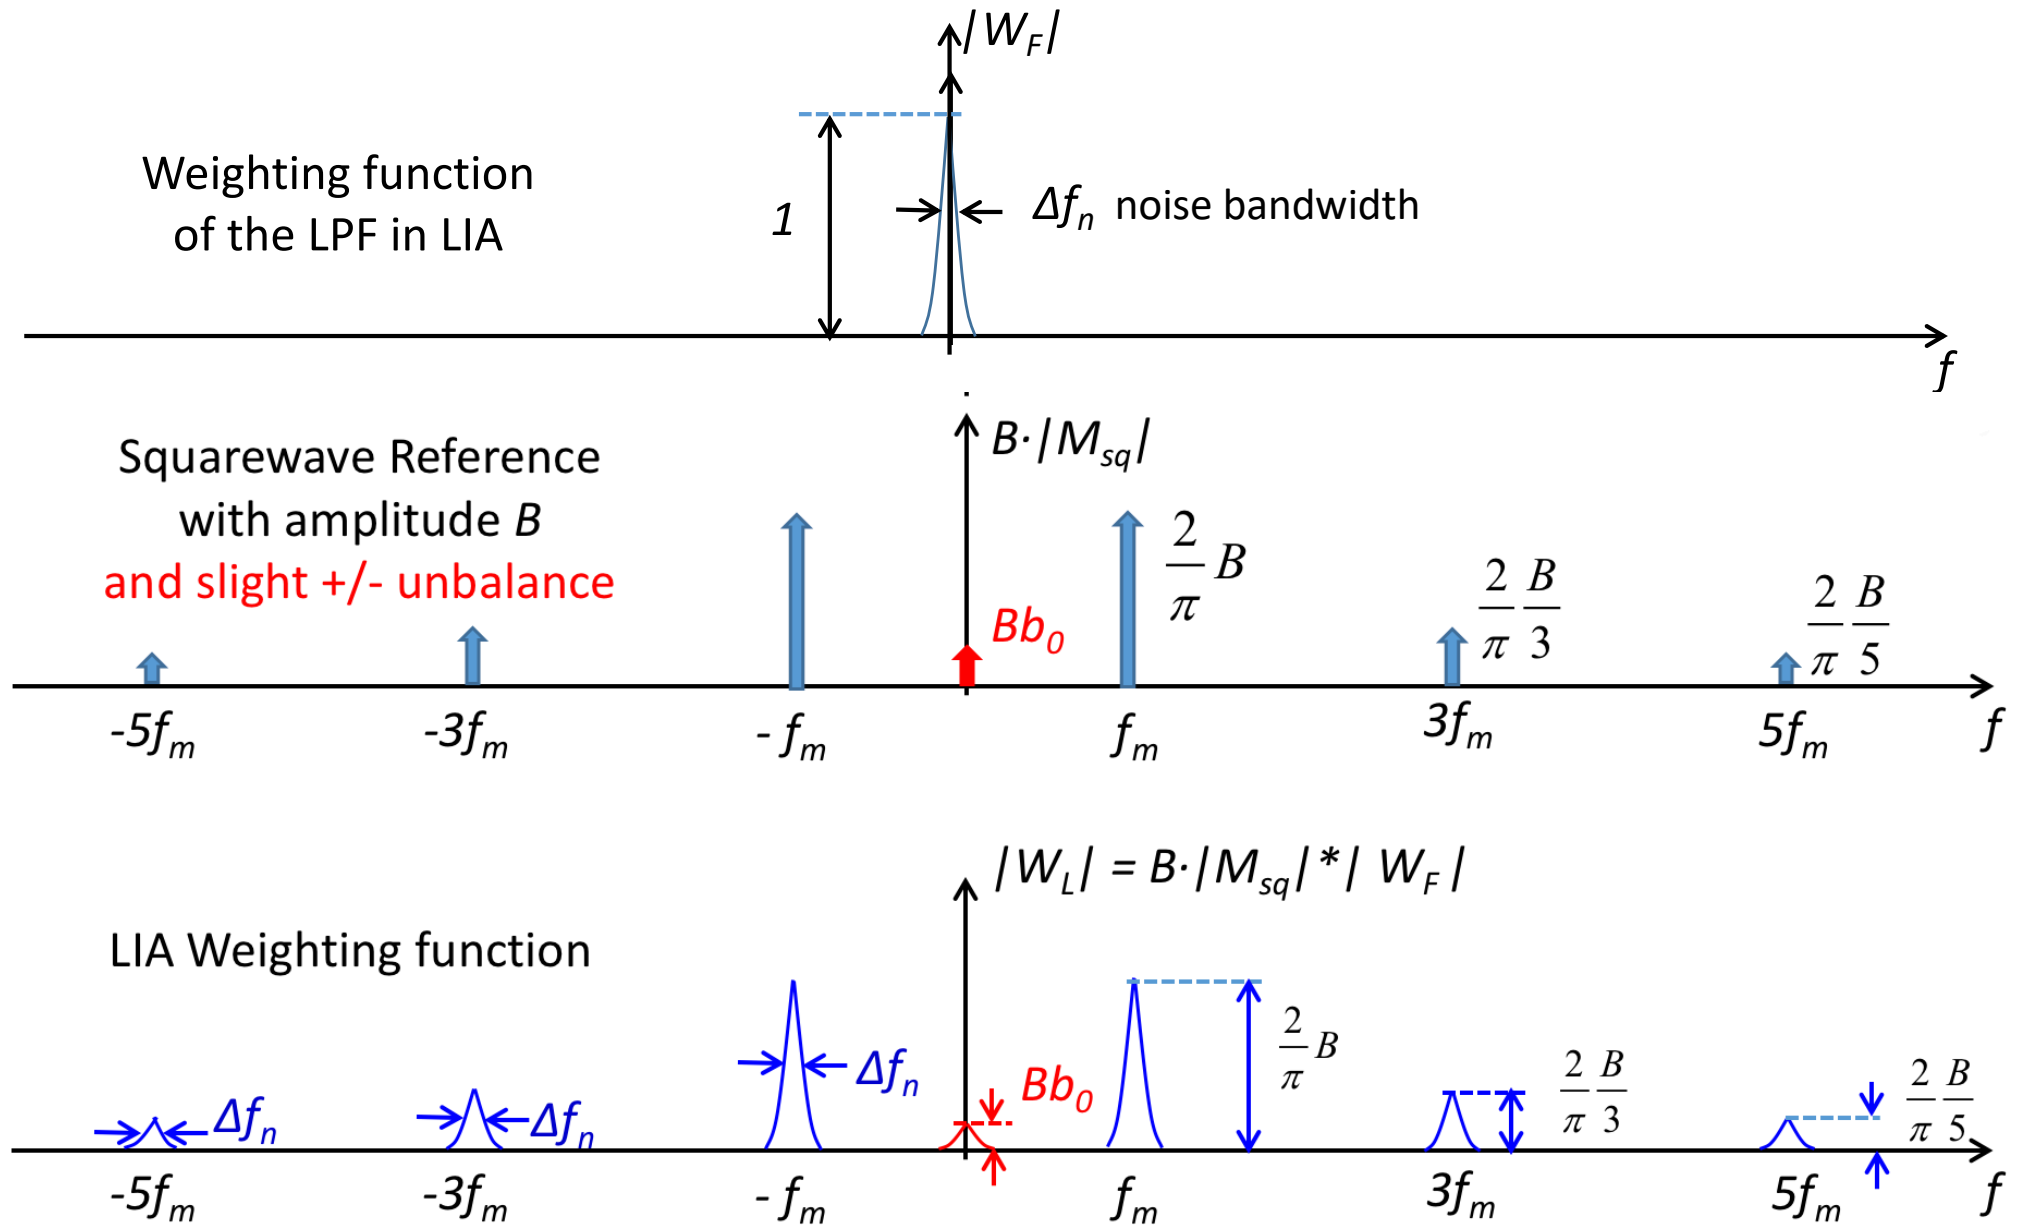 |W_F|
Weighting function
of the LPF in LIA
1
Δf_n noise bandwidth
f
B·|M_sq|
Squarewave Reference
with amplitude B
and slight +/- unbalance
Bb_0
2/π B
2/π B/3
2/π B/5
-5f_m
-3f_m
- f_m
f_m
3f_m
5f_m
f
|W_L| = B·|M_sq|*| W_F |
LIA Weighting function
Δf_n
Δf_n
Δf_n
Bb_0
2/π B
2/π B/3
2/π B/5
-5f_m
-3f_m
- f_m
f_m
3f_m
5f_m
f